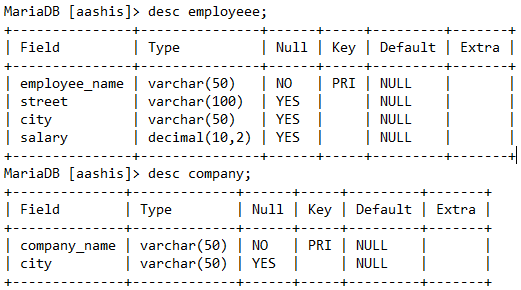 MariaDB [aashis]> desc employeee;
+---------------+---------------+------+-----+---------+-------+
| Field         | Type          | Null | Key | Default | Extra |
+---------------+---------------+------+-----+---------+-------+
| employee_name | varchar(50)   | NO   | PRI | NULL    |       |
| street        | varchar(100)  | YES  |     | NULL    |       |
| city          | varchar(50)   | YES  |     | NULL    |       |
| salary        | decimal(10,2) | YES  |     | NULL    |       |
+---------------+---------------+------+-----+---------+-------+
MariaDB [aashis]> desc company;
+--------------+-------------+------+-----+---------+-------+
| Field        | Type        | Null | Key | Default | Extra |
+--------------+-------------+------+-----+---------+-------+
| company_name | varchar(50) | NO   | PRI | NULL    |       |
| city         | varchar(50) | YES  |     | NULL    |       |
+--------------+-------------+------+-----+---------+-------+